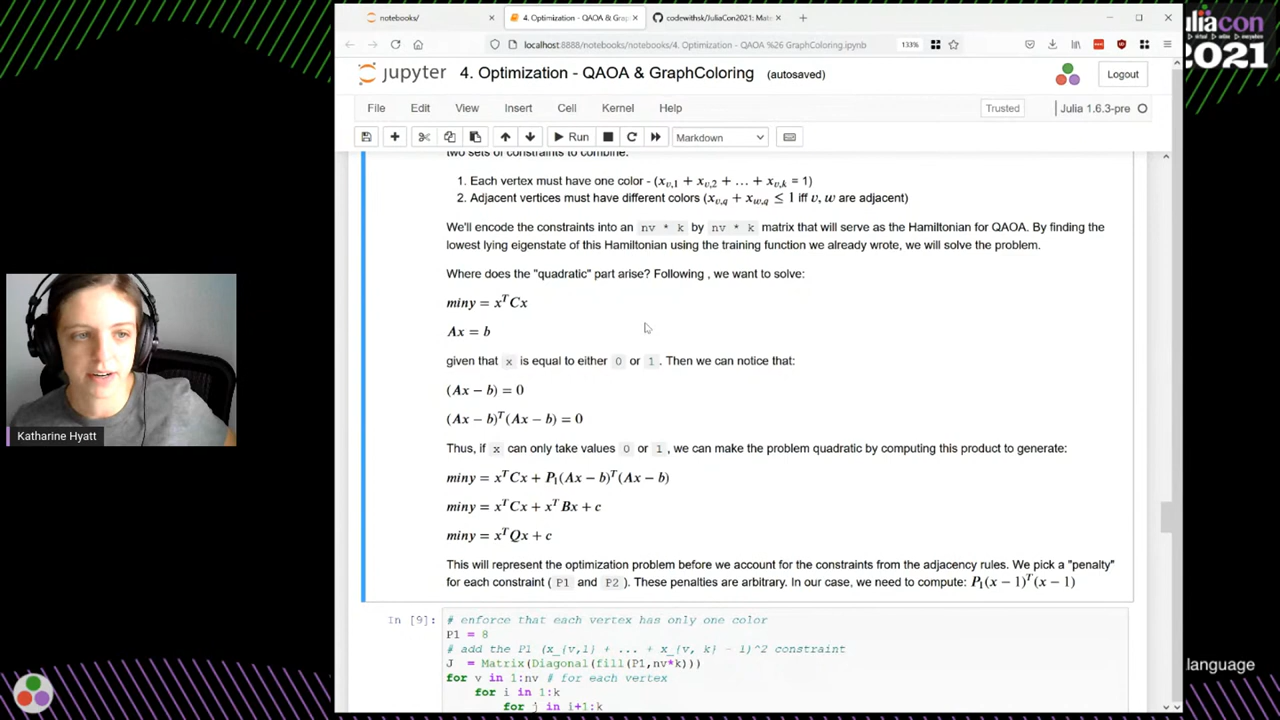 notebooks/
4. Optimization - QAOA & Grap
codewithsk/JuliaCon2021: Mat
localhost:8888/notebooks/notebooks/4. Optimization - QAOA %26 GraphColoring.ipynb
133%
juliacon
2021
jupyter 4. Optimization - QAOA & GraphColoring (autosaved)
Logout
File Edit View Insert Cell Kernel Help
Trusted
Julia 1.6.3-pre
Run
Markdown
two sets of constraints to combine:
1. Each vertex must have one color - (x_{v,1} + x_{v,2} + … + x_{v,k} = 1)
2. Adjacent vertices must have different colors (x_{v,q} + x_{w,q} ≤ 1 iff v, w are adjacent)
We'll encode the constraints into an nv * k by nv * k matrix that will serve as the Hamiltonian for QAOA. By finding the
lowest lying eigenstate of this Hamiltonian using the training function we already wrote, we will solve the problem.
Where does the "quadratic" part arise? Following , we want to solve:
miny = x^T Cx
Ax = b
given that x is equal to either 0 or 1. Then we can notice that:
(Ax − b) = 0
(Ax − b)^T (Ax − b) = 0
Thus, if x can only take values 0 or 1, we can make the problem quadratic by computing this product to generate:
miny = x^T Cx + P_1(Ax − b)^T (Ax − b)
miny = x^T Cx + x^T Bx + c
miny = x^T Qx + c
This will represent the optimization problem before we account for the constraints from the adjacency rules. We pick a "penalty"
for each constraint ( P1 and P2 ). These penalties are arbitrary. In our case, we need to compute: P_1(x − 1)^T (x − 1)
In [9]:
# enforce that each vertex has only one color
P1 = 8
# add the P1 (x_{v,1} + ... + x_{v, k} - 1)^2 constraint
J = Matrix(Diagonal(fill(P1,nv*k)))
for v in 1:nv # for each vertex
for i in 1:k
for j in i+1:k
Katharine Hyatt
language